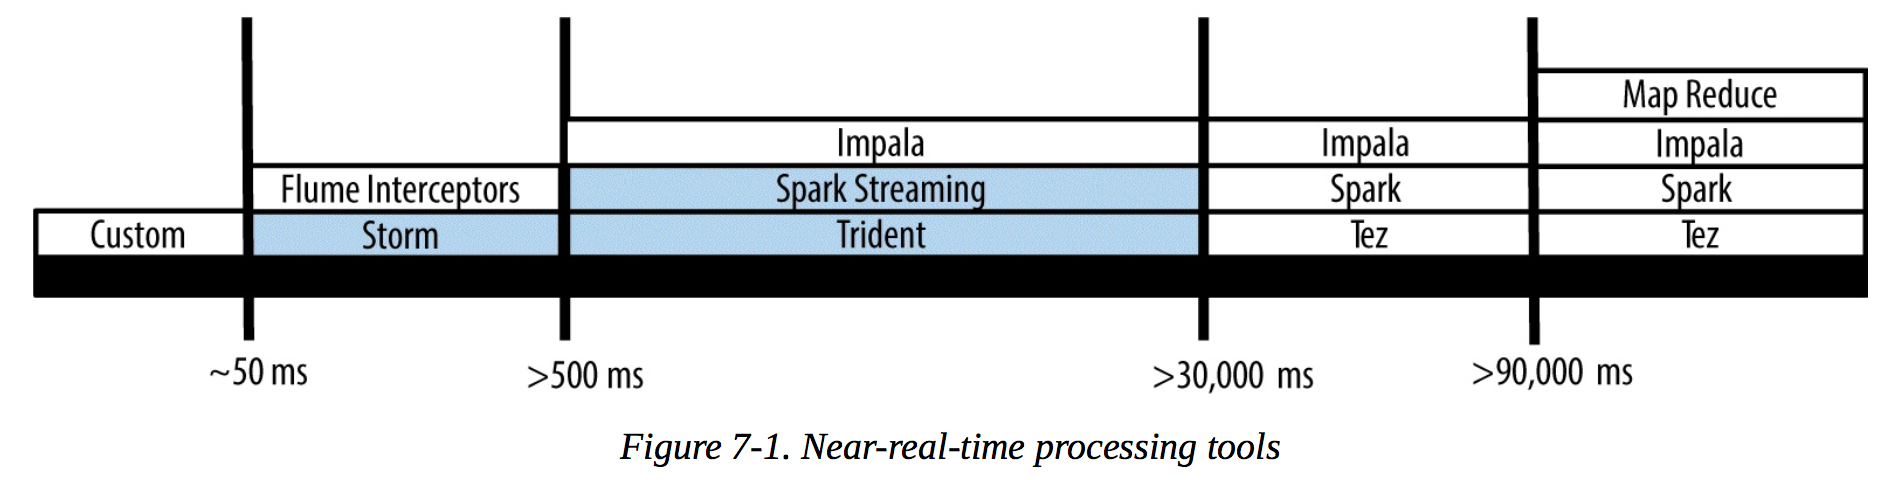 Map Reduce
Impala Impala Impala
Flume Interceptors Spark Streaming Spark Spark
Custom Storm Trident Tez Tez
~50 ms >500 ms >30,000 ms >90,000 ms
Figure 7-1. Near-real-time processing tools